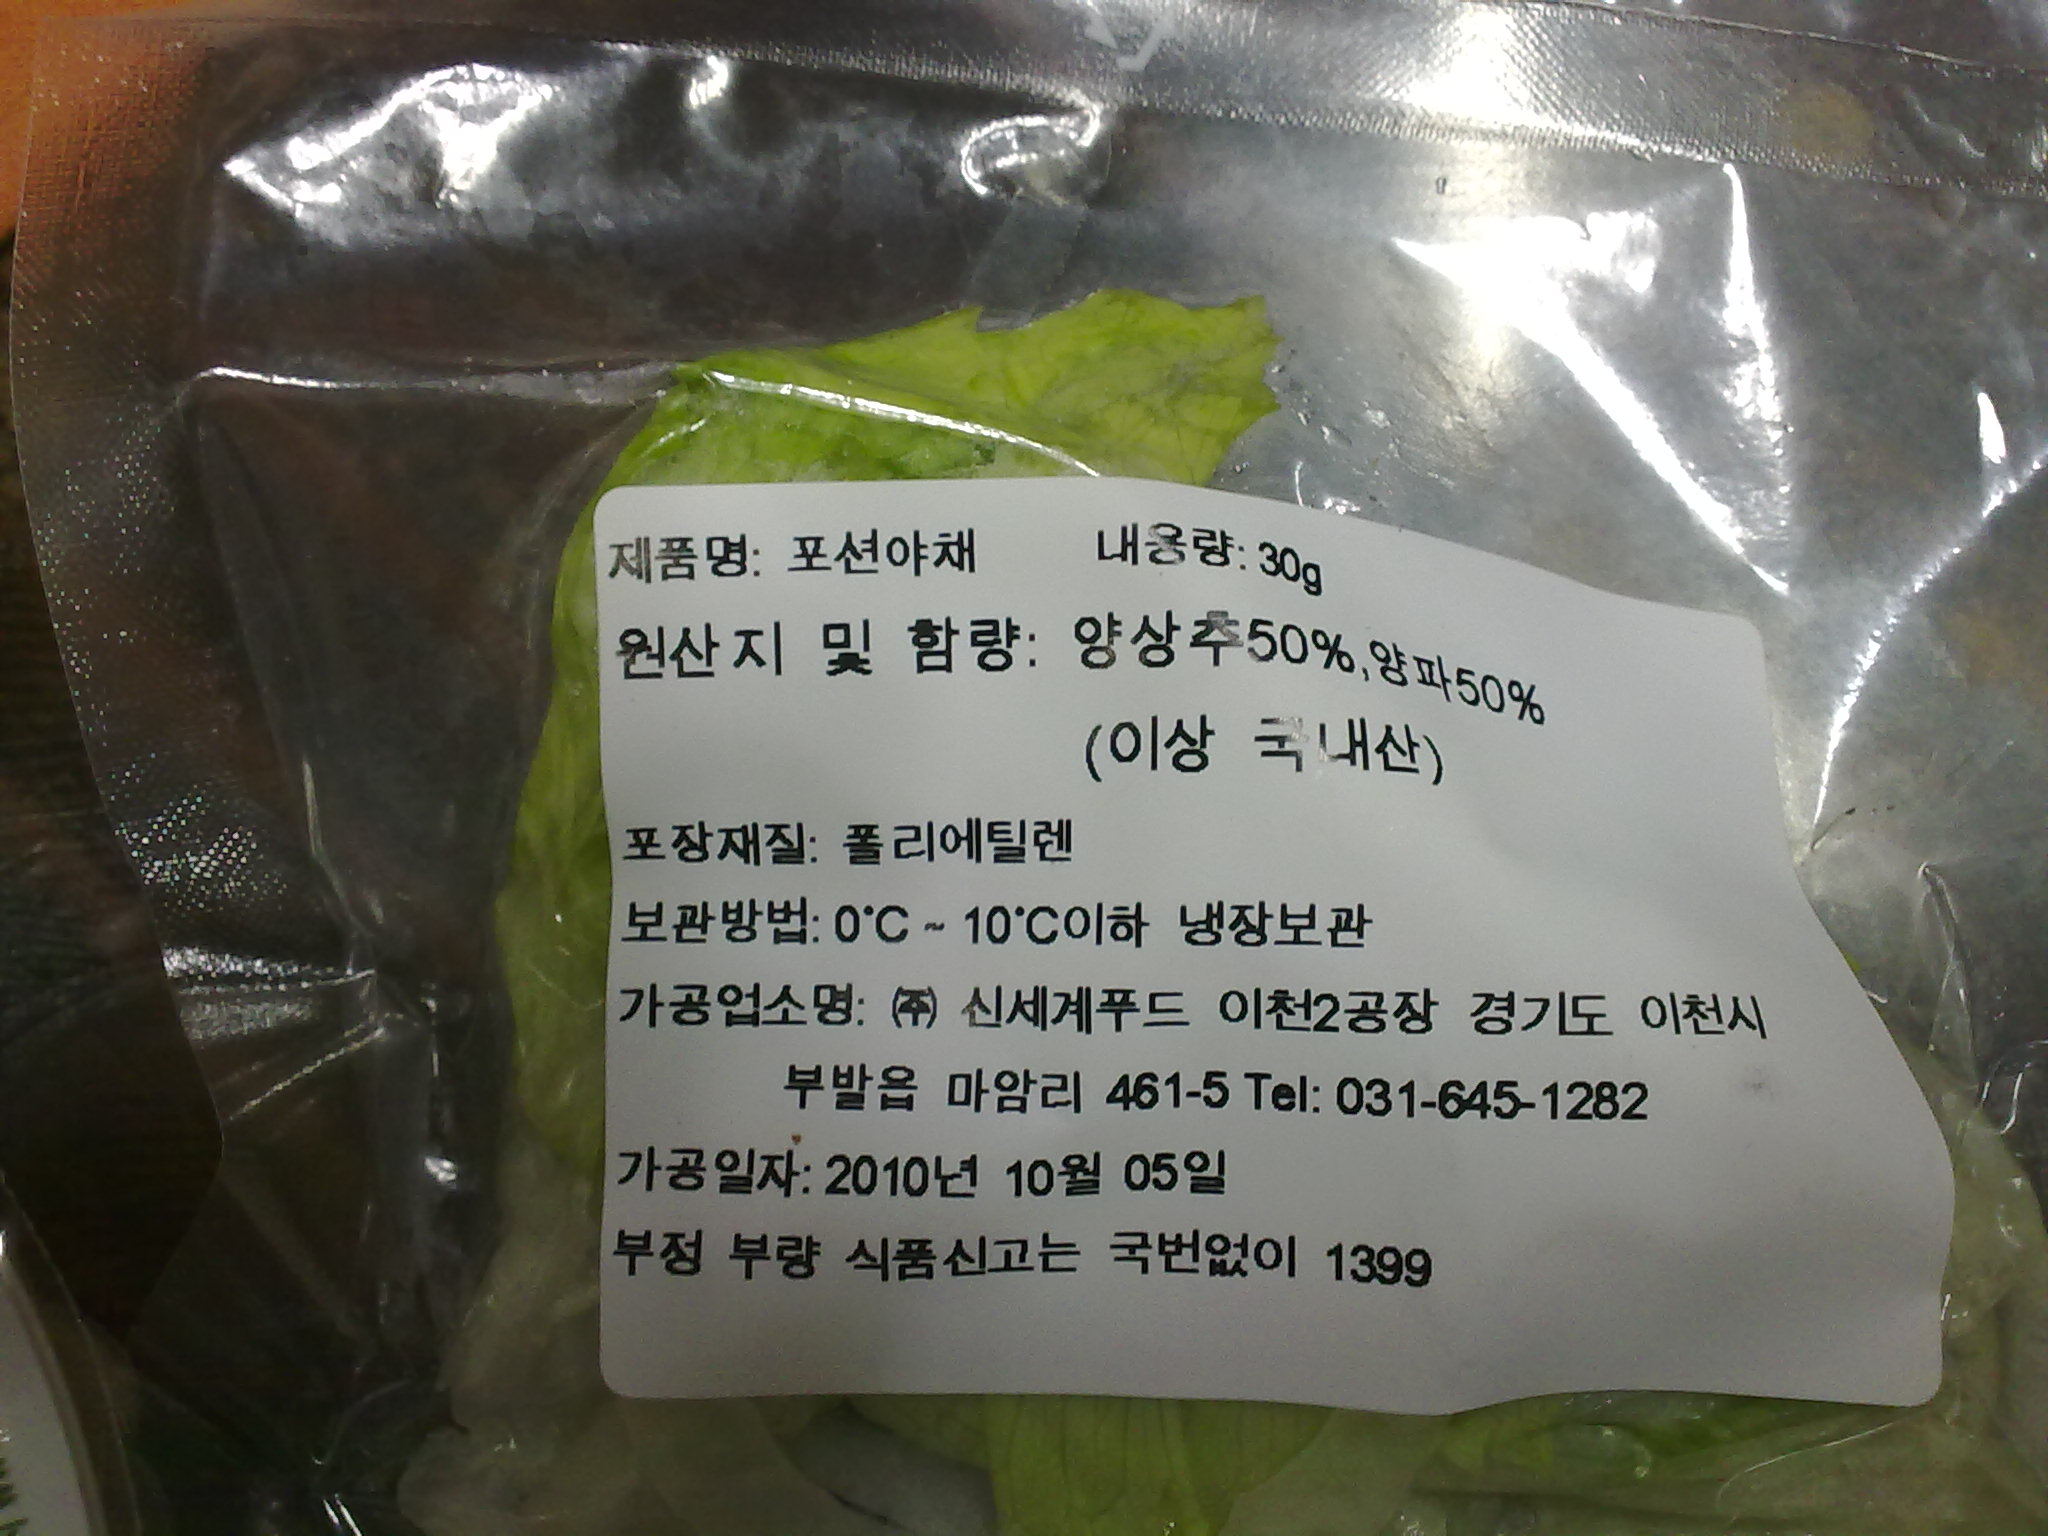 제품명: 포션야채 내용량: 30g
원산지 및 함량: 양상추50%,양파50%
(이상 국내산)
포장재질: 폴리에틸렌
보관방법: 0°C ~ 10°C이하 냉장보관
가공업소명: ㈜ 신세계푸드 이천2공장 경기도 이천시
부발읍 마암리 461-5 Tel: 031-645-1282
가공일자: 2010년 10월 05일
부정 부량 식품신고는 국번없이 1399